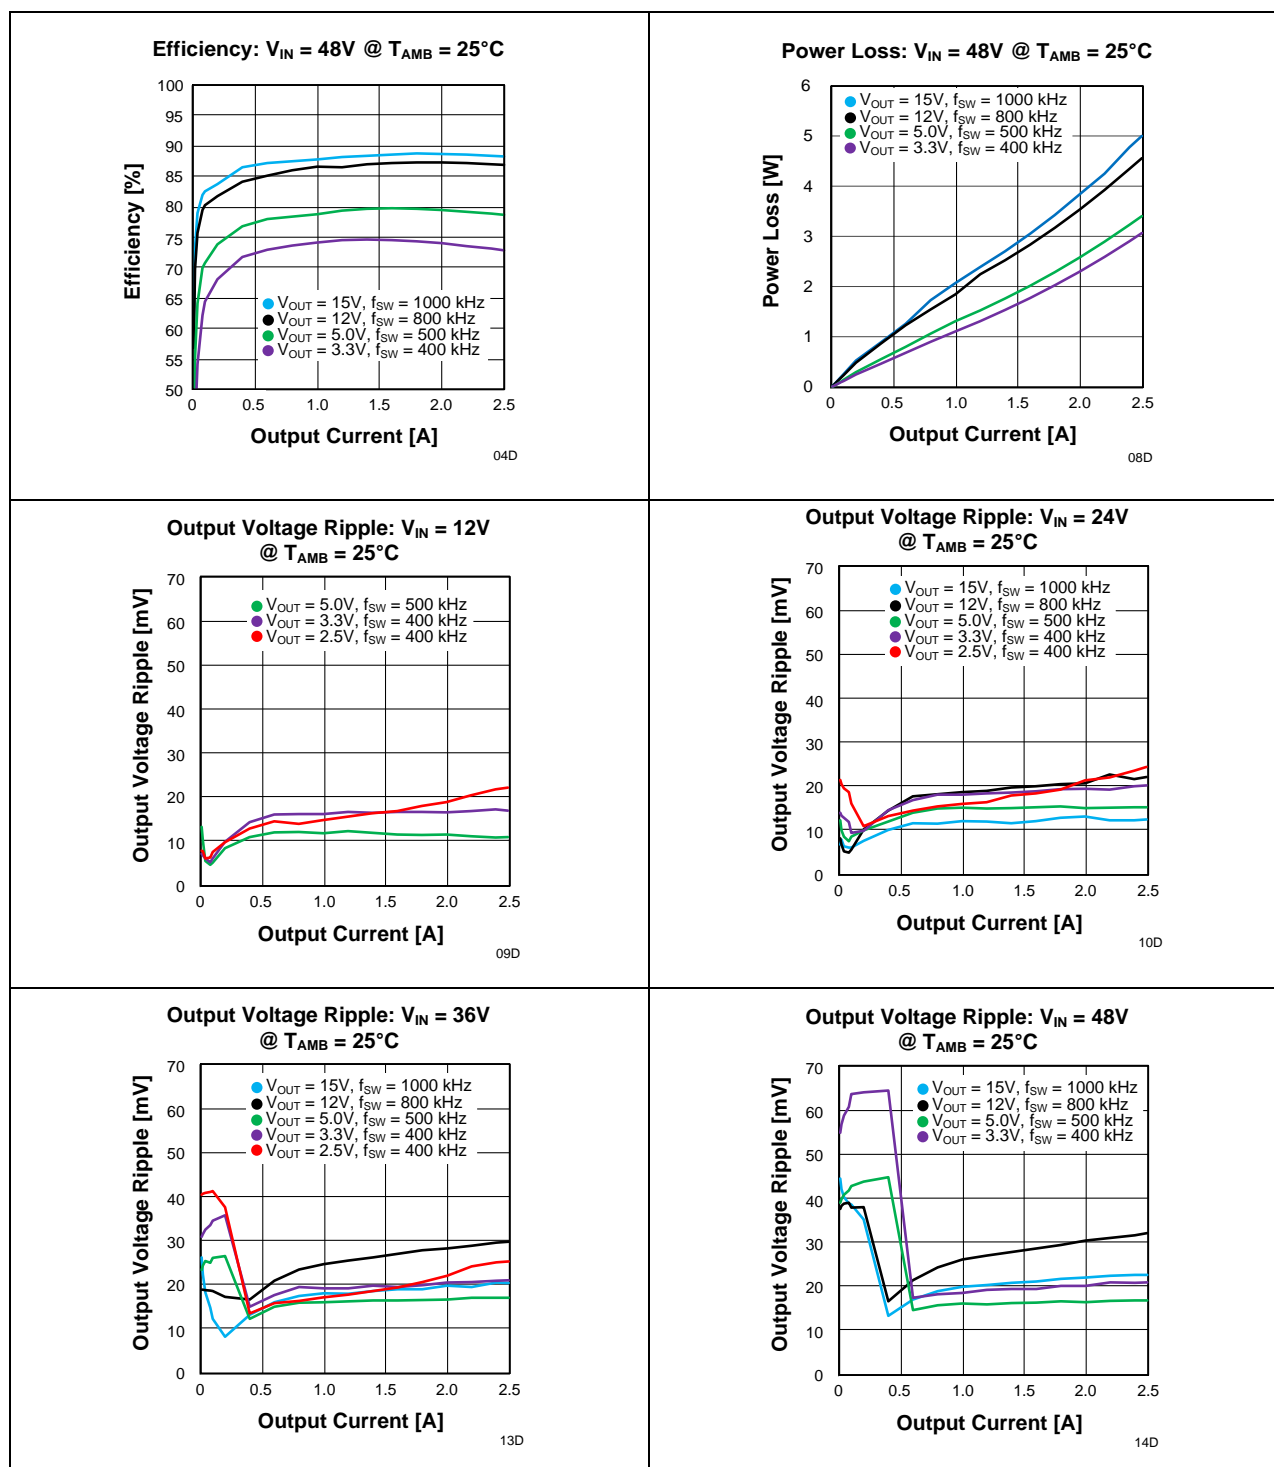 Efficiency: VIN = 48V @ TAMB = 25°C
Efficiency [%]
100
95
90
85
80
75
70
65
60
55
50
VOUT = 15V, fSW = 1000 kHz
VOUT = 12V, fSW = 800 kHz
VOUT = 5.0V, fSW = 500 kHz
VOUT = 3.3V, fSW = 400 kHz
0 0.5 1.0 1.5 2.0 2.5
Output Current [A]
04D
Power Loss: VIN = 48V @ TAMB = 25°C
Power Loss [W]
6
5
4
3
2
1
0
VOUT = 15V, fSW = 1000 kHz
VOUT = 12V, fSW = 800 kHz
VOUT = 5.0V, fSW = 500 kHz
VOUT = 3.3V, fSW = 400 kHz
0 0.5 1.0 1.5 2.0 2.5
Output Current [A]
08D
Output Voltage Ripple: VIN = 12V
@ TAMB = 25°C
Output Voltage Ripple [mV]
70
60
50
40
30
20
10
0
VOUT = 5.0V, fSW = 500 kHz
VOUT = 3.3V, fSW = 400 kHz
VOUT = 2.5V, fSW = 400 kHz
0 0.5 1.0 1.5 2.0 2.5
Output Current [A]
09D
Output Voltage Ripple: VIN = 24V
@ TAMB = 25°C
Output Voltage Ripple [mV]
70
60
50
40
30
20
10
0
VOUT = 15V, fSW = 1000 kHz
VOUT = 12V, fSW = 800 kHz
VOUT = 5.0V, fSW = 500 kHz
VOUT = 3.3V, fSW = 400 kHz
VOUT = 2.5V, fSW = 400 kHz
0 0.5 1.0 1.5 2.0 2.5
Output Current [A]
10D
Output Voltage Ripple: VIN = 36V
@ TAMB = 25°C
Output Voltage Ripple [mV]
70
60
50
40
30
20
10
0
VOUT = 15V, fSW = 1000 kHz
VOUT = 12V, fSW = 800 kHz
VOUT = 5.0V, fSW = 500 kHz
VOUT = 3.3V, fSW = 400 kHz
VOUT = 2.5V, fSW = 400 kHz
0 0.5 1.0 1.5 2.0 2.5
Output Current [A]
13D
Output Voltage Ripple: VIN = 48V
@ TAMB = 25°C
Output Voltage Ripple [mV]
70
60
50
40
30
20
10
0
VOUT = 15V, fSW = 1000 kHz
VOUT = 12V, fSW = 800 kHz
VOUT = 5.0V, fSW = 500 kHz
VOUT = 3.3V, fSW = 400 kHz
0 0.5 1.0 1.5 2.0 2.5
Output Current [A]
14D